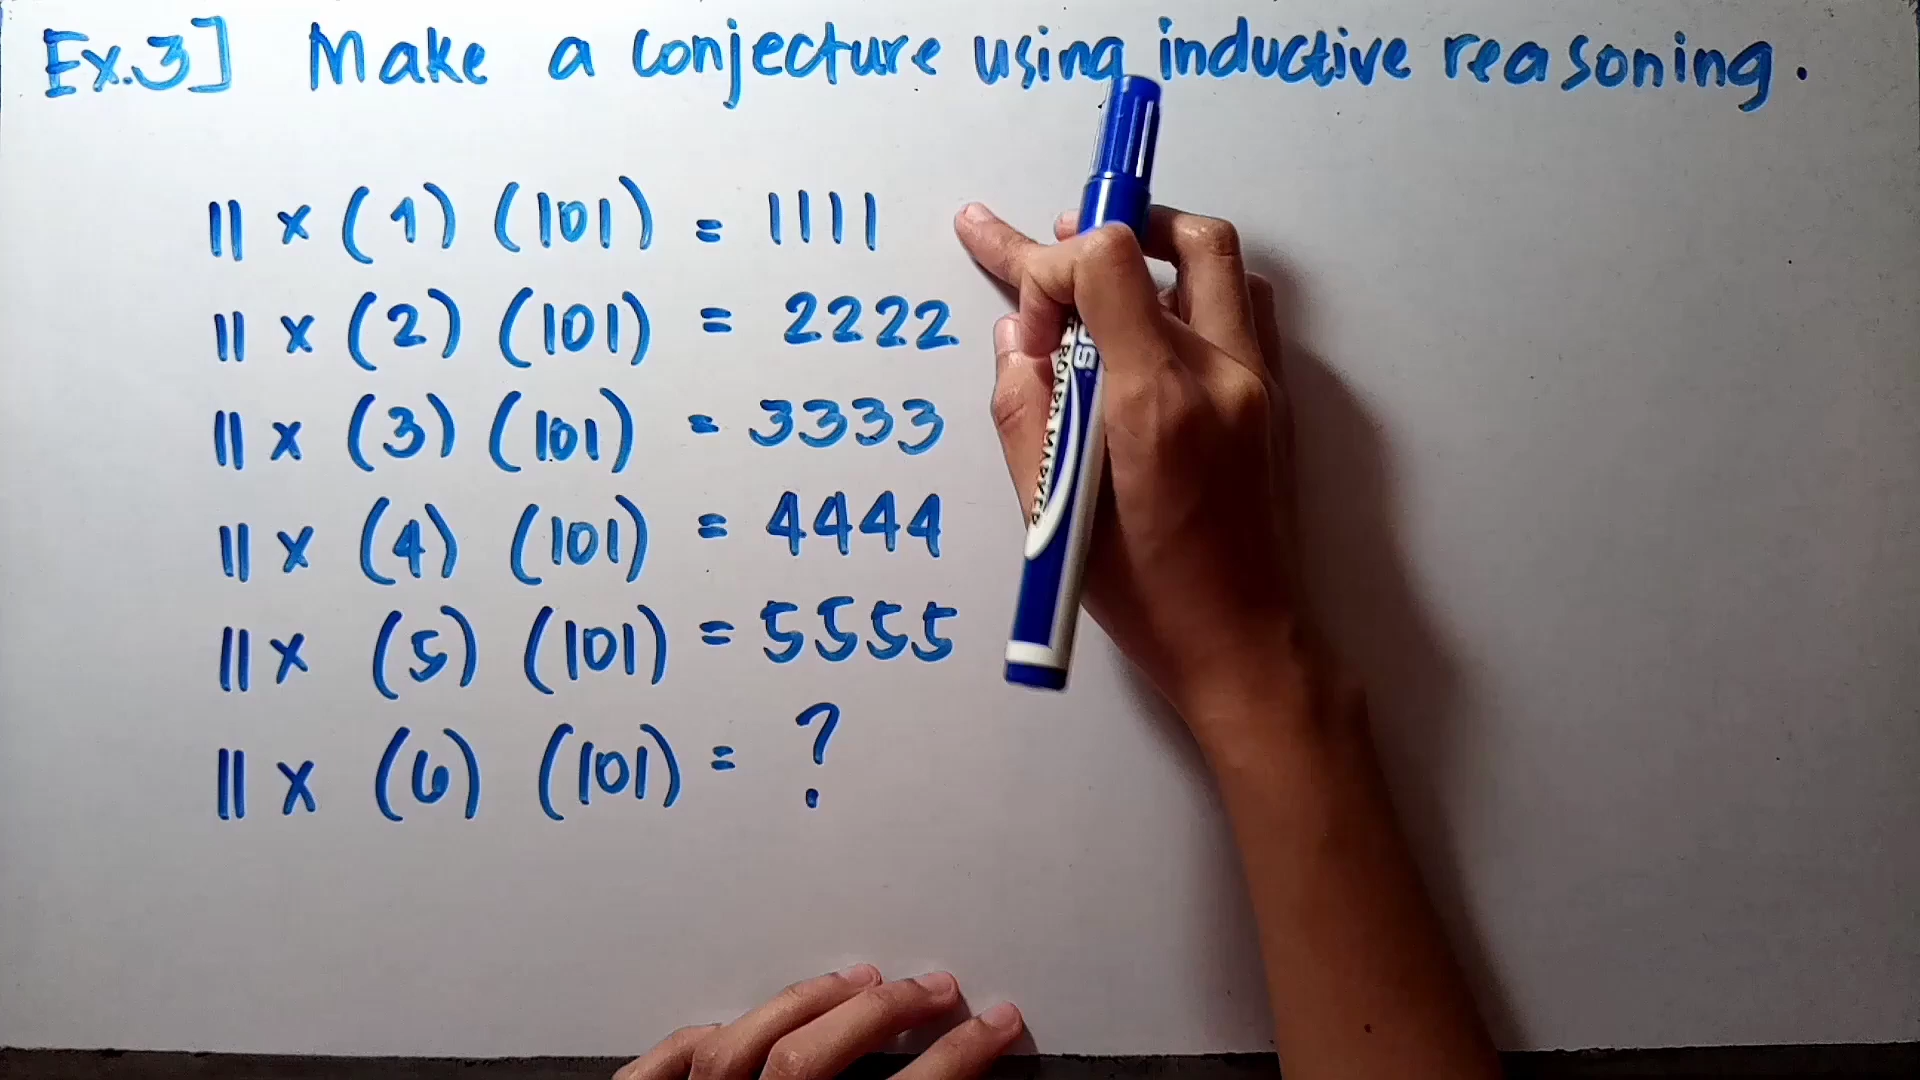 Ex.3] Make a conjecture using inductive reasoning.
11 × (1) (101) = 1111
11 × (2) (101) = 2222
11 × (3) (101) = 3333
11 × (4) (101) = 4444
11 × (5) (101) = 5555
11 × (6) (101) = ?
MARKER